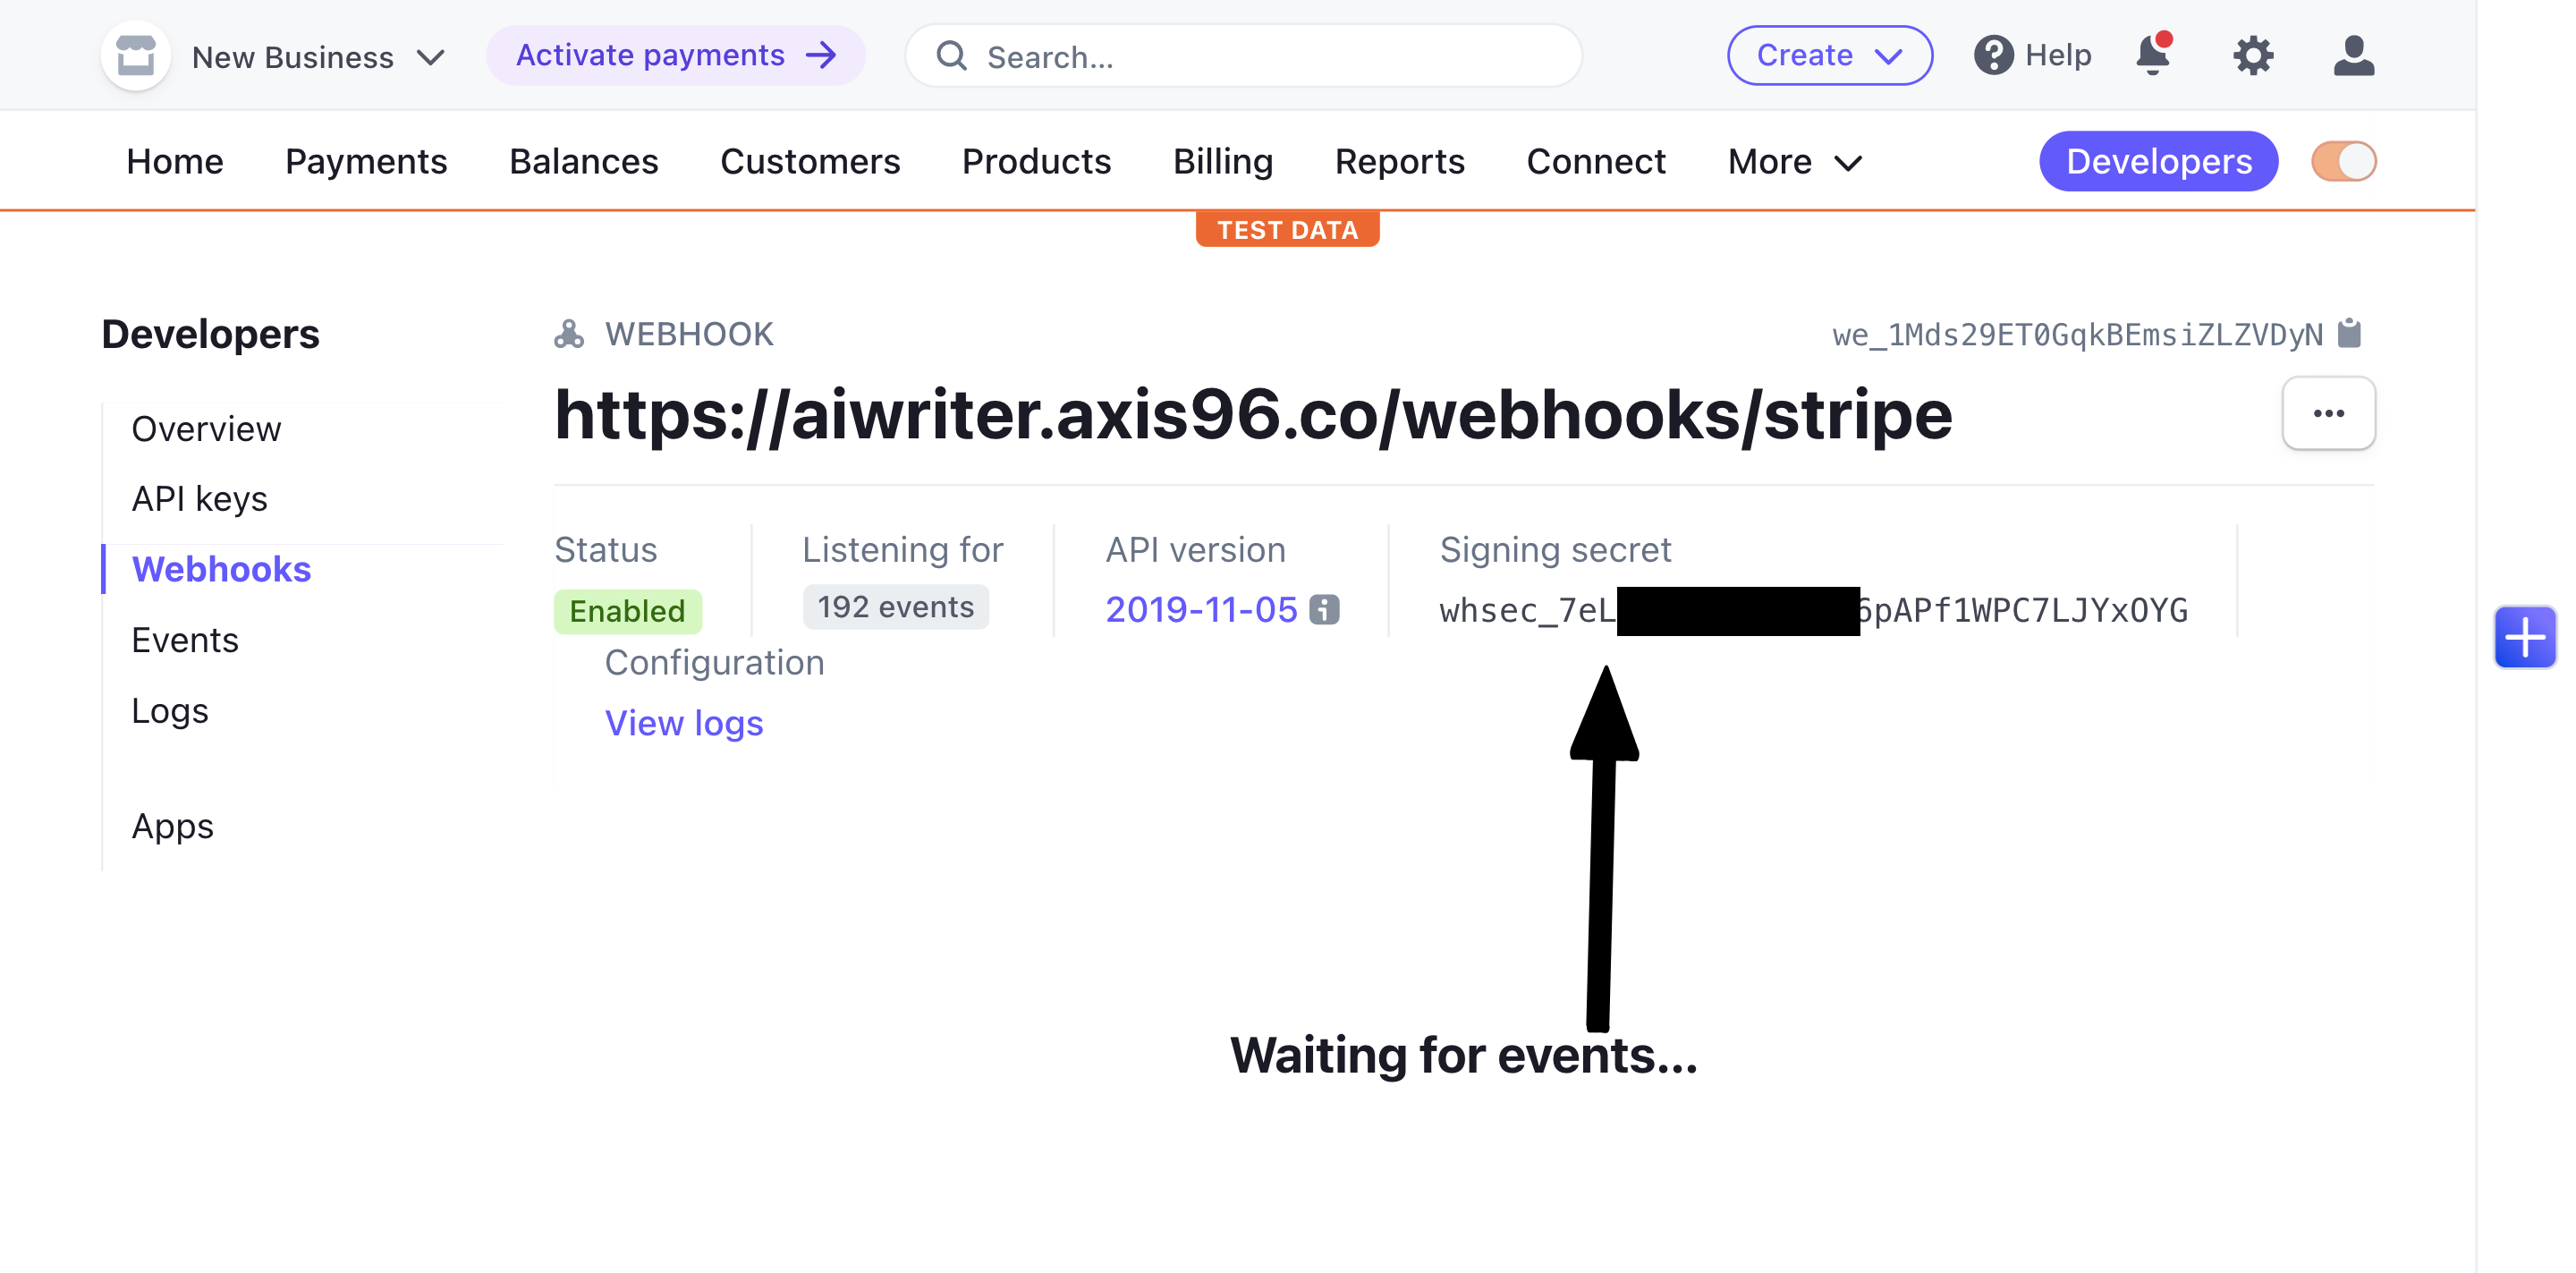 New Business
Activate payments
Search...
Create
Help
Home
Payments
Balances
Customers
Products
Billing
Reports
Connect
More
Developers
TEST DATA
Developers
Overview
API keys
Webhooks
Events
Logs
Apps
WEBHOOK
we_1Mds29ET0GqkBEmsiZLZVDyN
https://aiwriter.axis96.co/webhooks/stripe
Status
Enabled
Listening for
192 events
API version
2019-11-05
Signing secret
whsec_7eL 6pAPf1WPC7LJYxOYG
Configuration
View logs
Waiting for events...